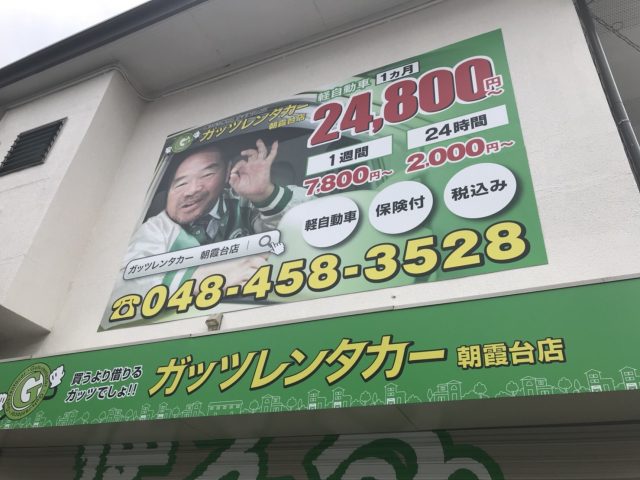 ガッツレンタカー
朝霞台店
軽自動車 1ヵ月
24,800円~
1週間
7,800円~
24時間
2,000円~
軽自動車
保険付
税込み
ガッツレンタカー 朝霞台店
☎048-458-3528
G
買うより借りる
ガッツでしょ!!
ガッツレンタカー 朝霞台店